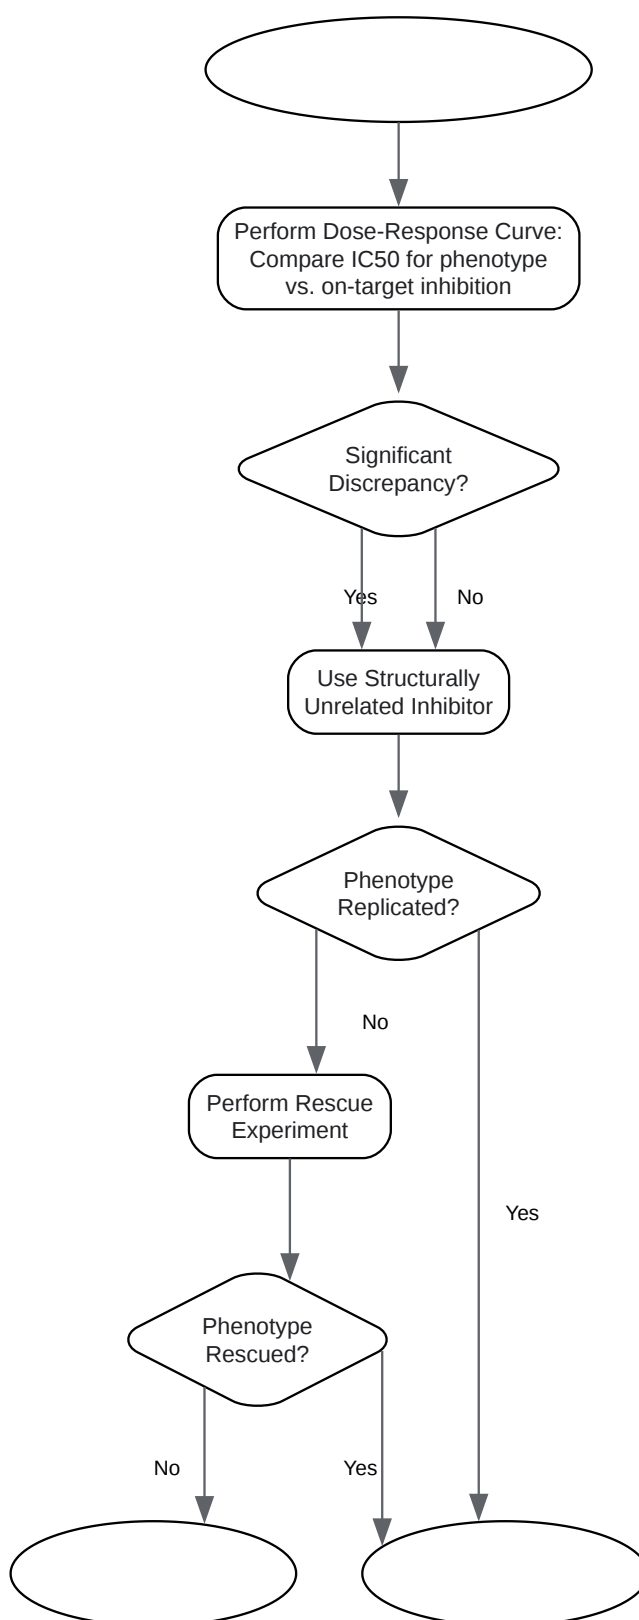 Perform Dose-Response Curve:
Compare IC50 for phenotype
vs. on-target inhibition
Significant
Discrepancy?
Yes
No
Use Structurally
Unrelated Inhibitor
Phenotype
Replicated?
No
Perform Rescue
Experiment
Yes
Phenotype
Rescued?
No
Yes